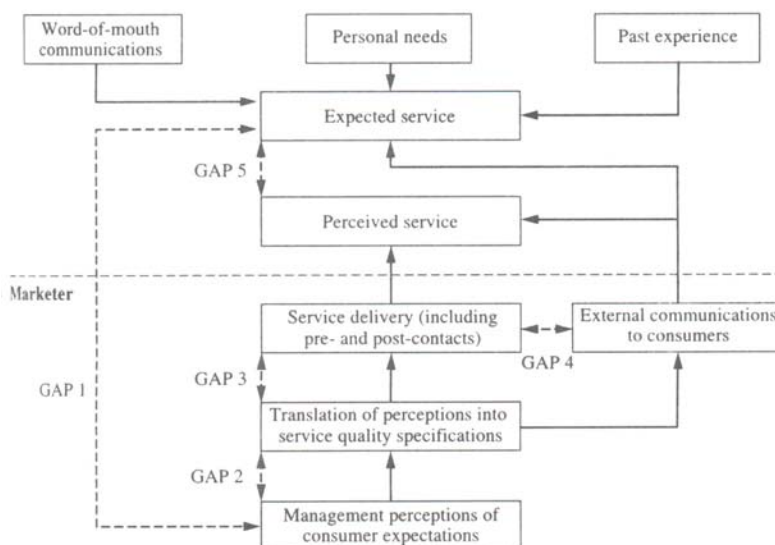 Word-of-mouth
communications
Personal needs
Past experience
Expected service
GAP 5
Perceived service
Marketer
Service delivery (including
pre- and post-contacts)
External communications
to consumers
GAP 4
GAP 3
GAP 1
Translation of perceptions into
service quality specifications
GAP 2
Management perceptions of
consumer expectations